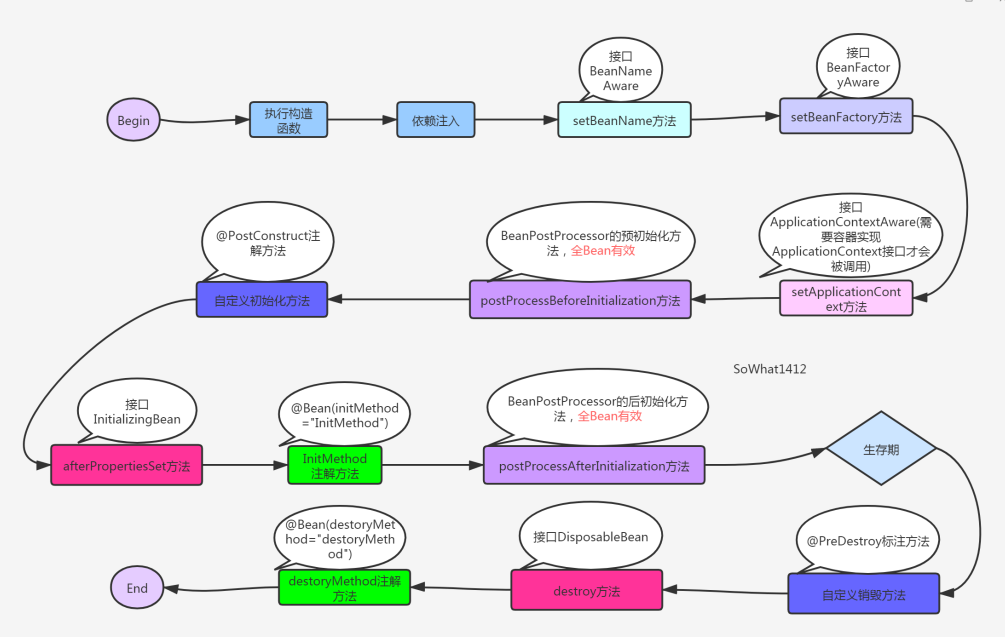 接口
BeanName
Aware
接口
BeanFactor
yAware
Begin
执行构造
函数
依赖注入
setBeanName方法
setBeanFactory方法
接口
ApplicationContextAware(需
要容器实现
ApplicationContext接口才会
被调用)
@PostConstruct注
解方法
BeanPostProcessor的预初始化方
法，全Bean有效
自定义初始化方法
postProcessBeforeInitialization方法
setApplicationCont
ext方法
SoWhat1412
接口
InitializingBean
@Bean(initMethod
="InitMethod")
BeanPostProcessor的后初始化方
法，全Bean有效
afterPropertiesSet方法
InitMethod
注解方法
postProcessAfterInitialization方法
生存期
@Bean(destoryMet
hod="destoryMeth
od")
接口DisposableBean
@PreDestroy标注方法
End
destoryMethod注解
方法
destroy方法
自定义销毁方法